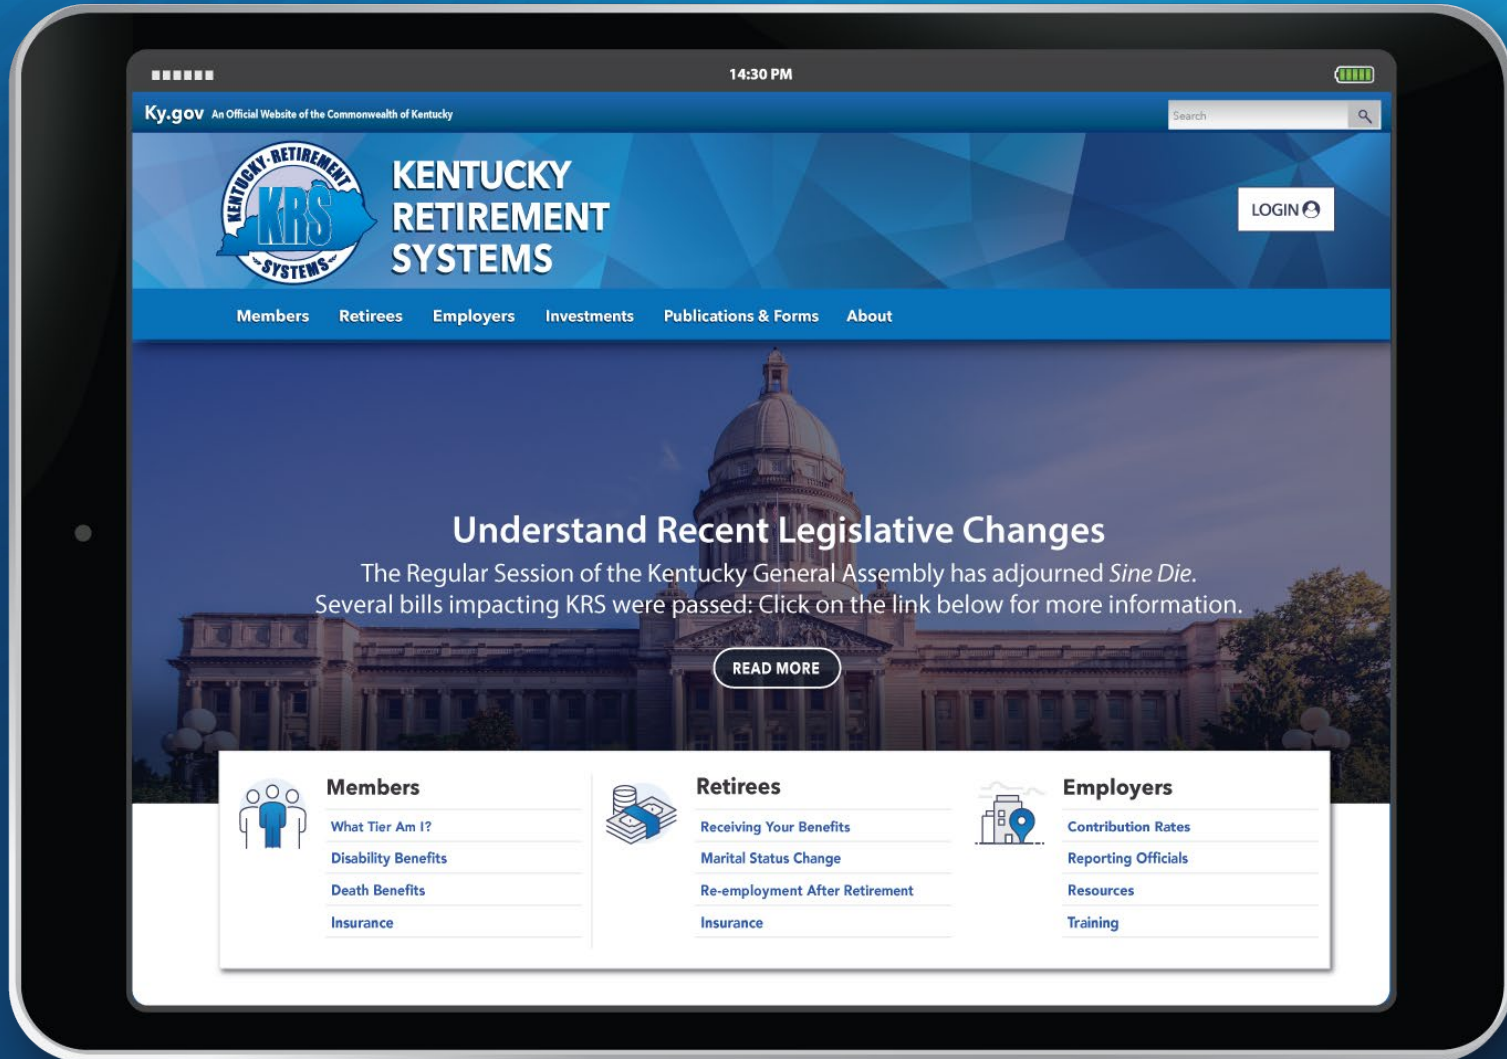 14:30 PM
Ky.gov An Official Website of the Commonwealth of Kentucky
Search
KENTUCKY·RETIREMENT
KRS
SYSTEMS
KENTUCKY
RETIREMENT
SYSTEMS
LOGIN
Members Retirees Employers Investments Publications & Forms About
Understand Recent Legislative Changes
The Regular Session of the Kentucky General Assembly has adjourned Sine Die.
Several bills impacting KRS were passed: Click on the link below for more information.
READ MORE
Members
What Tier Am I?
Disability Benefits
Death Benefits
Insurance
Retirees
Receiving Your Benefits
Marital Status Change
Re-employment After Retirement
Insurance
Employers
Contribution Rates
Reporting Officials
Resources
Training